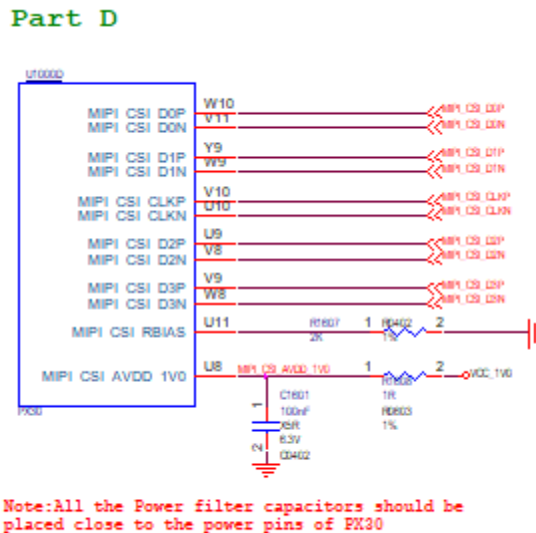 Part D
U1000D
MIPI CSI D0P W10 MIPI_CSI_D0P
MIPI CSI D0N V11 MIPI_CSI_D0N
MIPI CSI D1P Y9 MIPI_CSI_D1P
MIPI CSI D1N W9 MIPI_CSI_D1N
MIPI CSI CLKP V10 MIPI_CSI_CLKP
MIPI CSI CLKN U10 MIPI_CSI_CLKN
MIPI CSI D2P U9 MIPI_CSI_D2P
MIPI CSI D2N V8 MIPI_CSI_D2N
MIPI CSI D3P V9 MIPI_CSI_D3P
MIPI CSI D3N W8 MIPI_CSI_D3N
MIPI CSI RBIAS U11 R1607 1 R0402 2
2K 1%
MIPI CSI AVDD 1V0 U8 MIPI_CSI_AVDD_1V0 1 2 VCC_1V0
R1608
1 C1601 1R
100nF R0603
X5R 1%
2 6.3V
C0402
PX30
Note:All the Power filter capacitors should be
placed close to the power pins of PX30